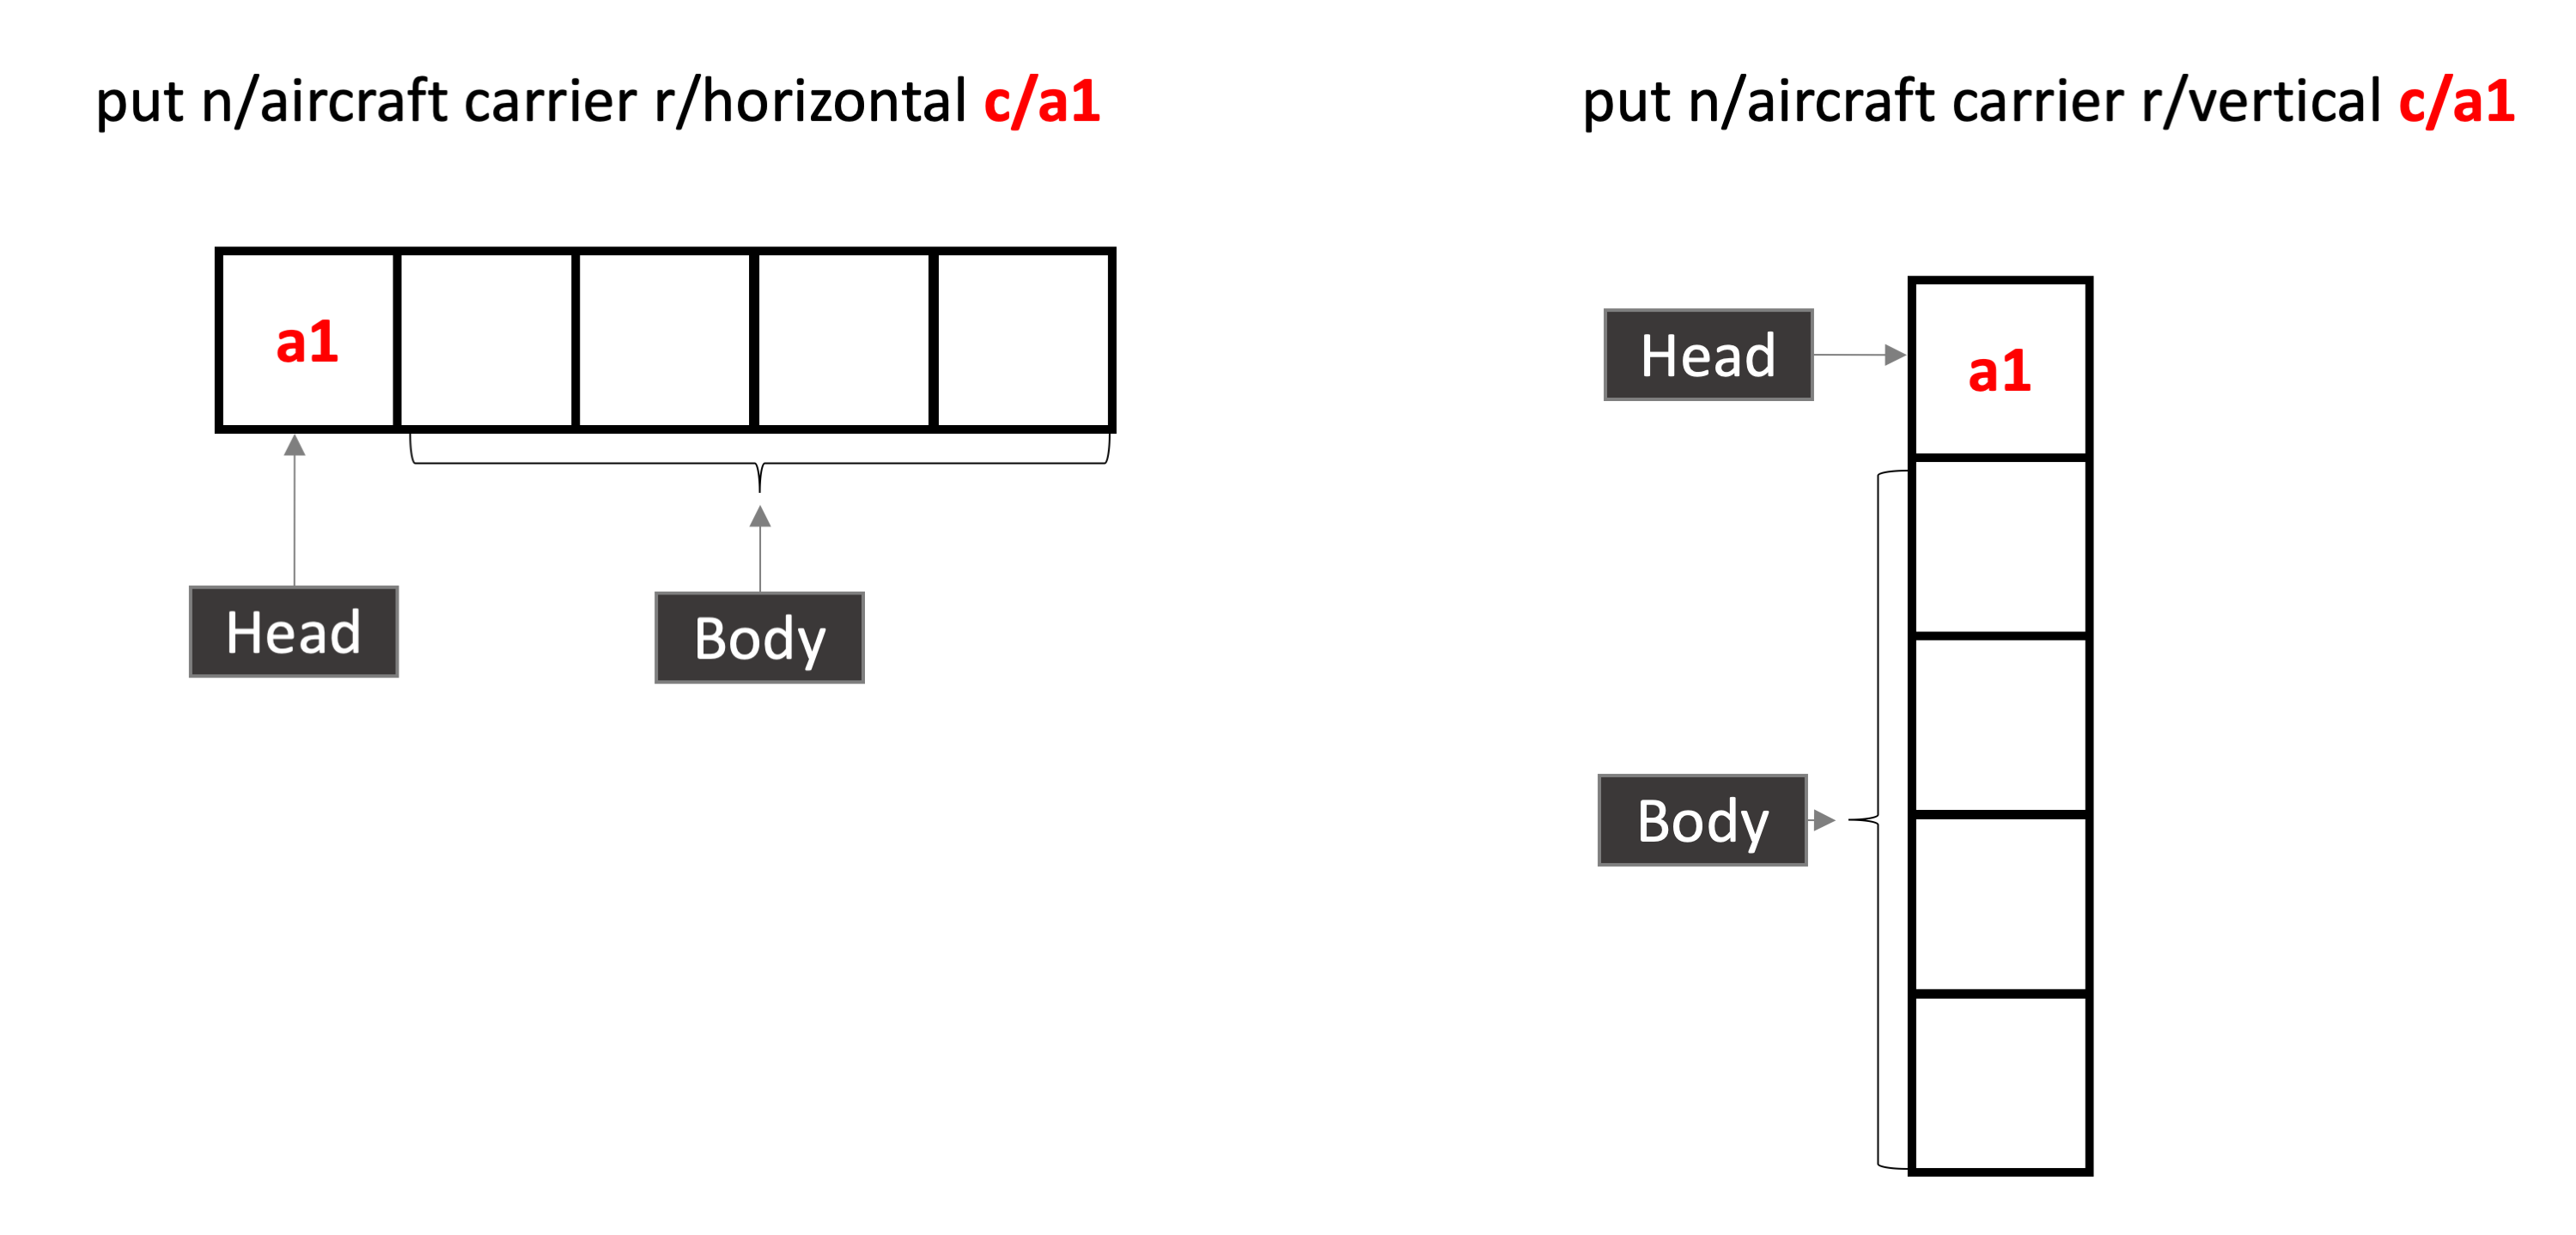 put n/aircraft carrier r/horizontal c/a1
a1
Head
Body
put n/aircraft carrier r/vertical c/a1
Head
a1
Body